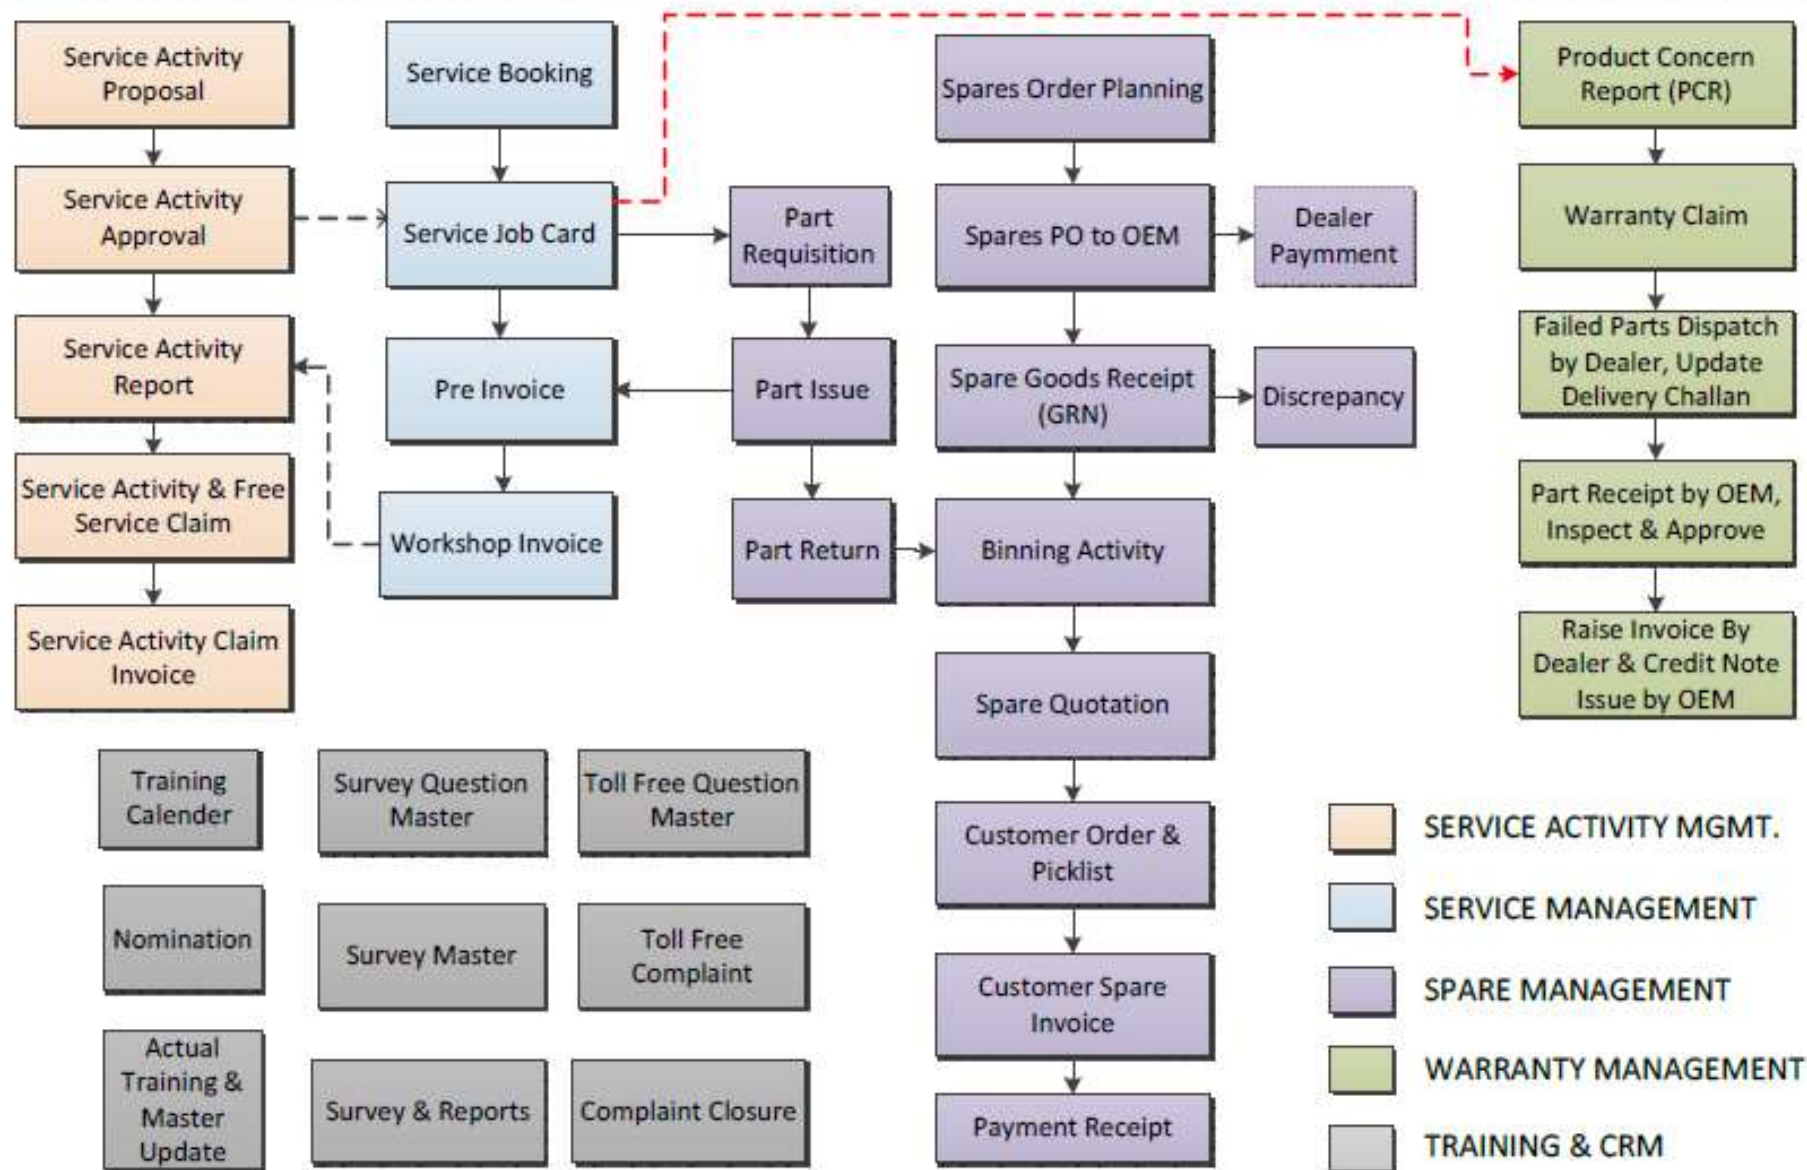 Service Activity
Proposal
Service Activity
Approval
Service Activity
Report
Service Activity & Free
Service Claim
Service Activity Claim
Invoice
Service Booking
Service Job Card
Pre Invoice
Workshop Invoice
Part
Requisition
Part Issue
Part Return
Spares Order Planning
Spares PO to OEM
Spare Goods Receipt
(GRN)
Binning Activity
Spare Quotation
Customer Order &
Picklist
Customer Spare
Invoice
Payment Receipt
Dealer
Paymment
Discrepancy
Product Concern
Report (PCR)
Warranty Claim
Failed Parts Dispatch
by Dealer, Update
Delivery Challan
Part Receipt by OEM,
Inspect & Approve
Raise Invoice By
Dealer & Credit Note
Issue by OEM
Training
Calender
Nomination
Actual
Training &
Master
Update
Survey Question
Master
Survey Master
Survey & Reports
Toll Free Question
Master
Toll Free
Complaint
Complaint Closure
SERVICE ACTIVITY MGMT.
SERVICE MANAGEMENT
SPARE MANAGEMENT
WARRANTY MANAGEMENT
TRAINING & CRM